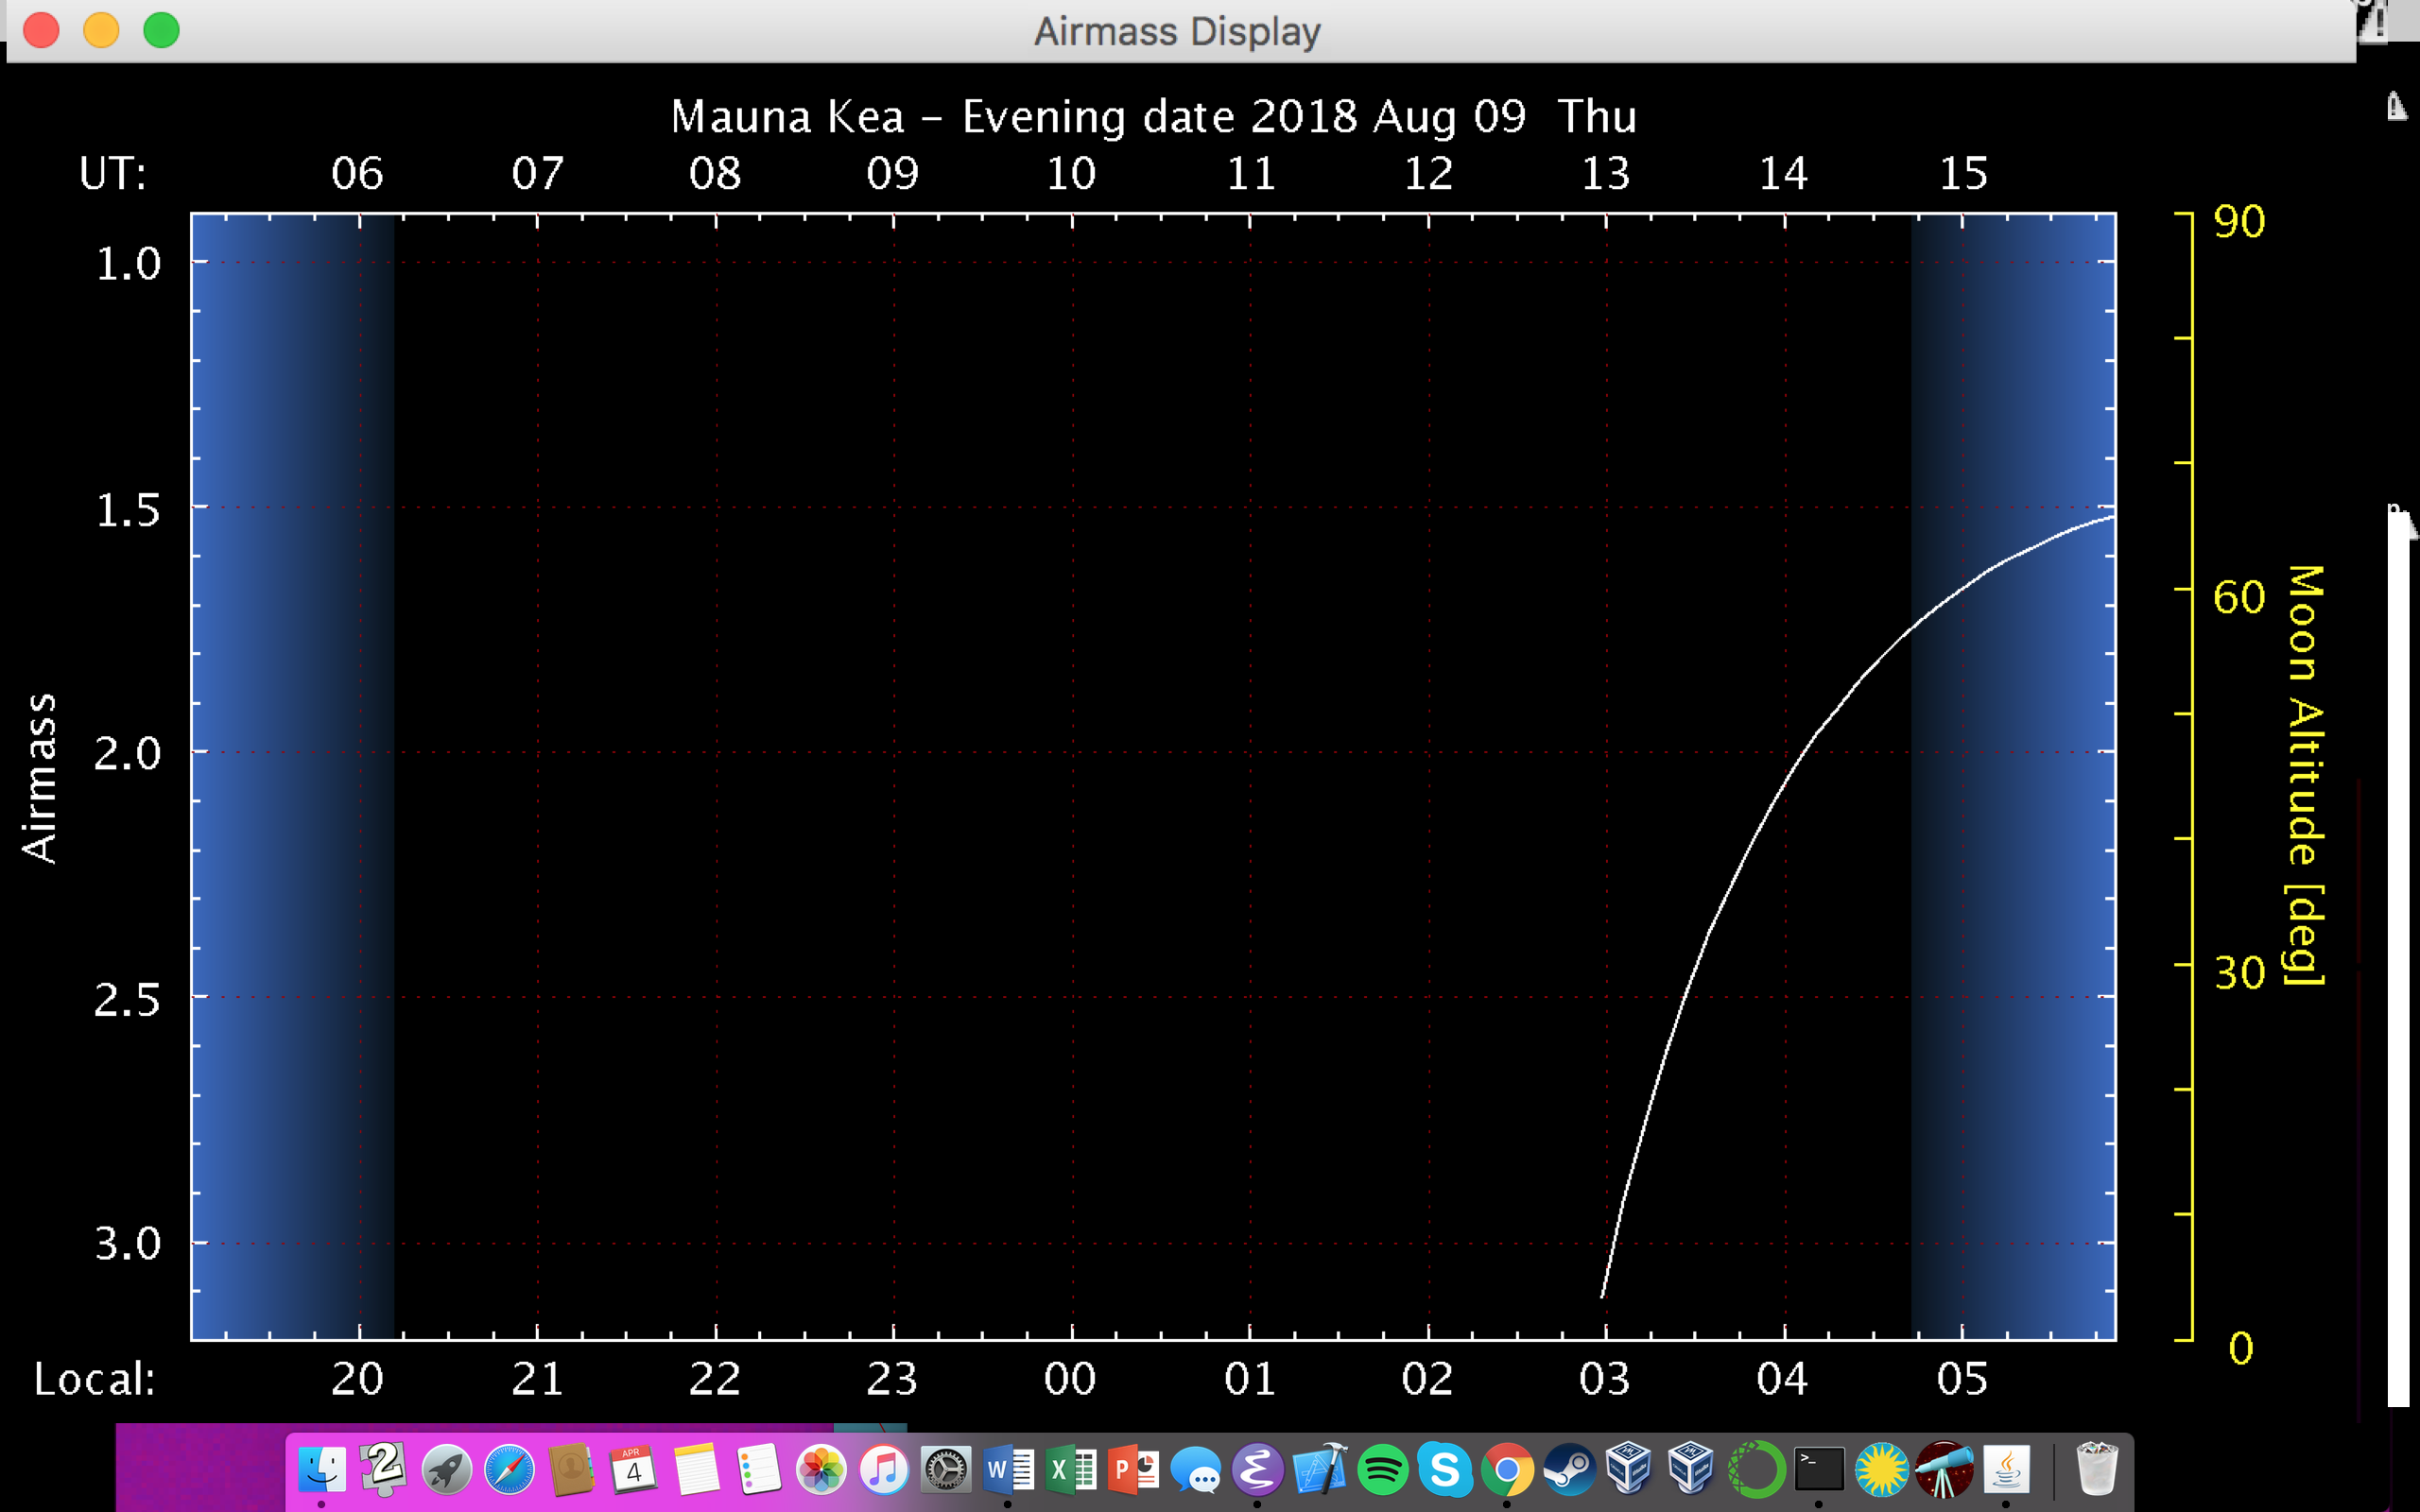 Airmass Display
Mauna Kea – Evening date 2018 Aug 09 Thu
UT: 06 07 08 09 10 11 12 13 14 15
90
1.0
1.5
60
Moon Altitude [deg]
Airmass
2.0
2.5
30
3.0
0
Local: 20 21 22 23 00 01 02 03 04 05
2
APR
4
W
X
P
S
>_